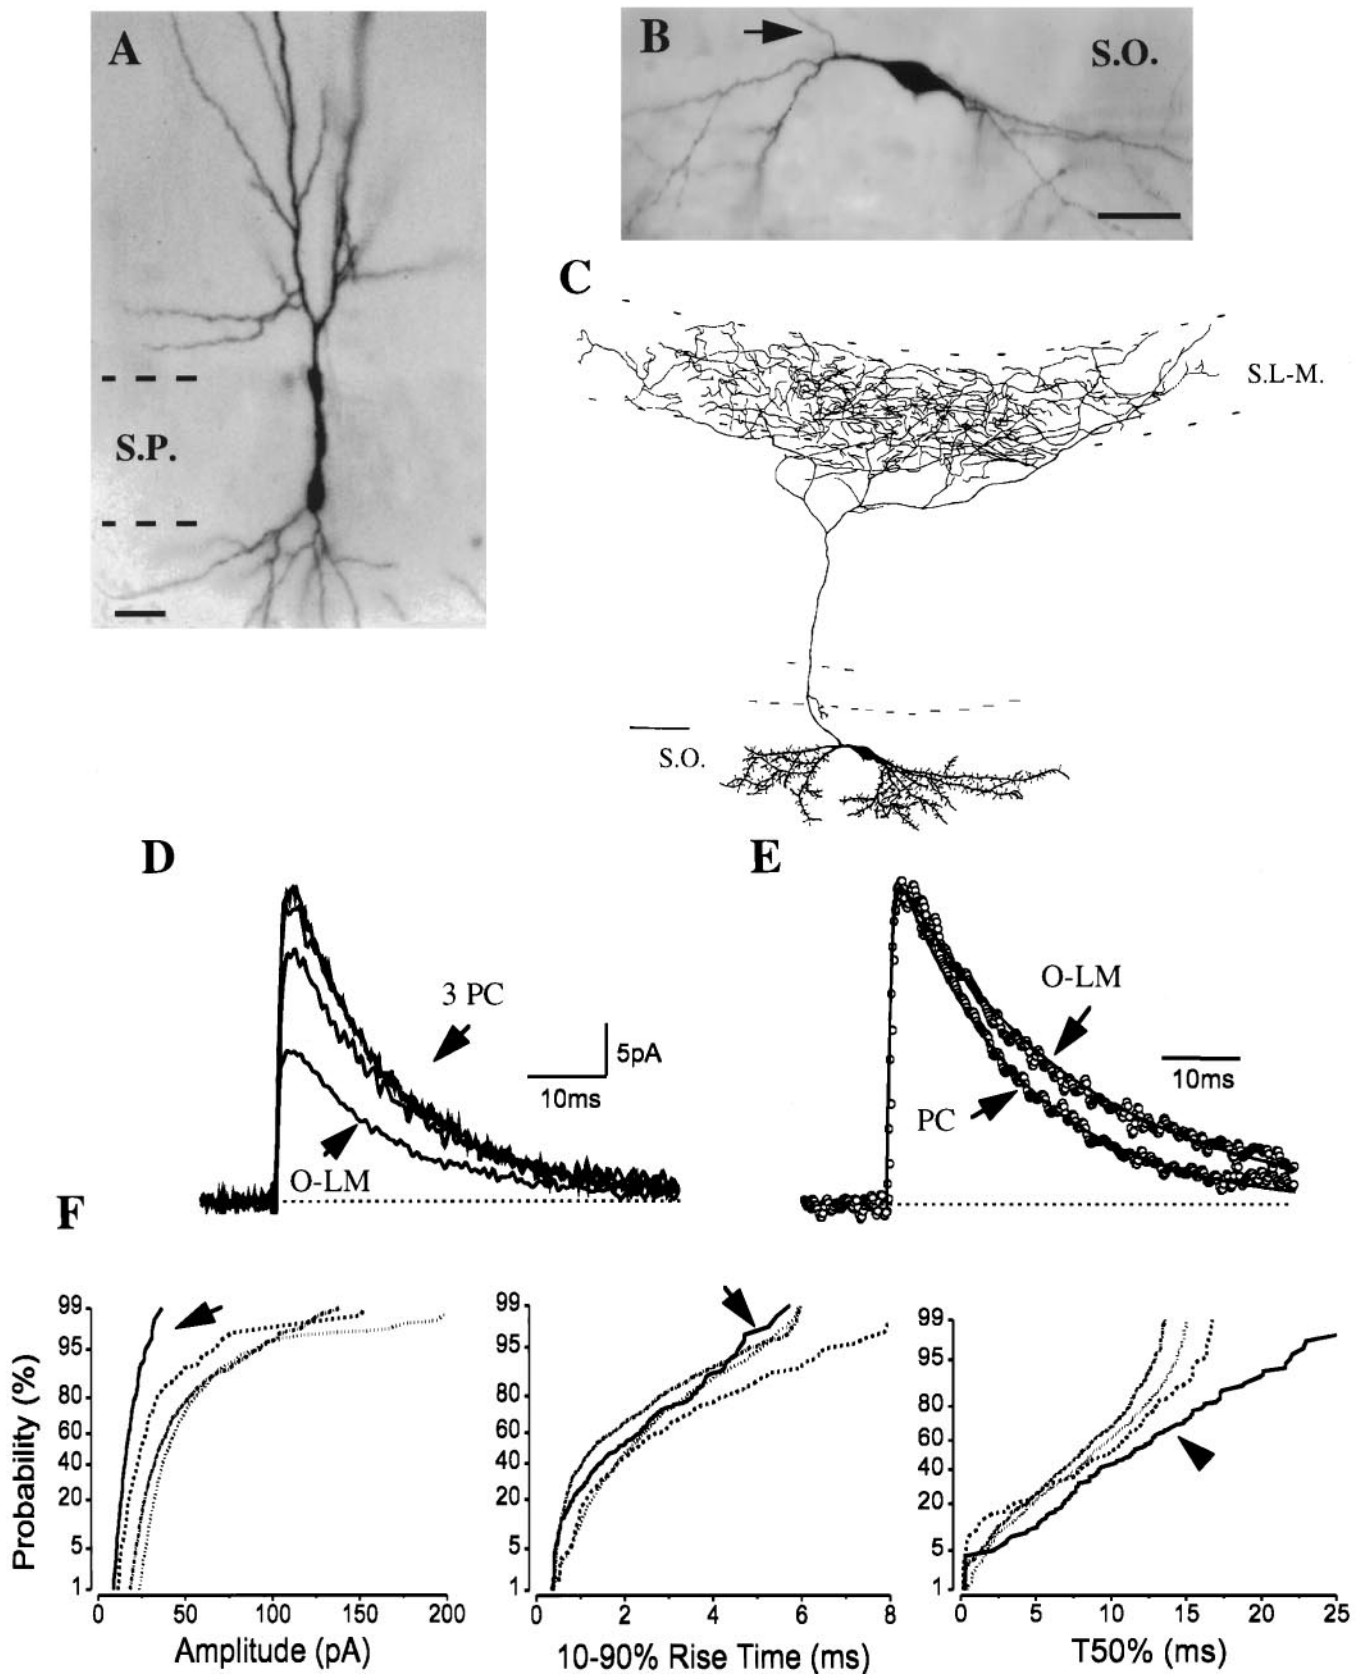 A
B
S.O.
S.P.
C
S.L-M.
S.O.
D
E
3 PC
5pA
10ms
O-LM
O-LM
10ms
PC
F
Probability (%)
99
95
80
60
40
20
5
1
0 50 100 150 200
Amplitude (pA)
99
95
80
60
40
20
5
1
0 2 4 6 8
10-90% Rise Time (ms)
99
95
80
60
40
20
5
1
0 5 10 15 20 25
T50% (ms)